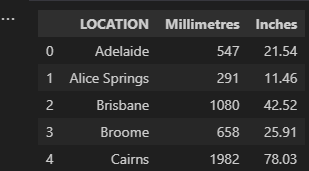 ...
LOCATION Millimetres Inches
0 Adelaide 547 21.54
1 Alice Springs 291 11.46
2 Brisbane 1080 42.52
3 Broome 658 25.91
4 Cairns 1982 78.03